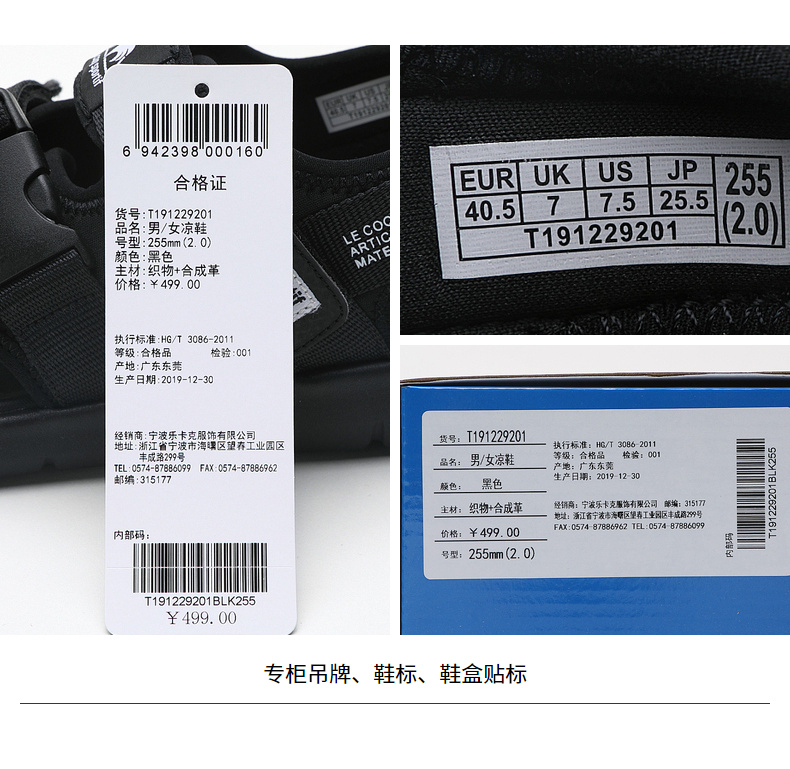 6 942398 000160
合格证
货号:T191229201
品名:男/女凉鞋
号型:255mm(2.0)
颜色:黑色
主材:织物+合成革
价格:￥499.00
执行标准:HG/T 3086-2011
等级:合格品 检验:001
产地:广东东莞
生产日期:2019-12-30
经销商:宁波乐卡克服饰有限公司
地址:浙江省宁波市海曙区望春工业园区
丰成路299号
TEL:0574-87886099 FAX:0574-87886962
邮编:315177
内部码:
T191229201BLK255
￥499.00
EUR UK US JP
T191229201
LE COC
ARTIC
MATE
EUR UK US JP 255
40.5 7 7.5 25.5 (2.0)
T191229201
货号: T191229201
品名: 男/女凉鞋
颜色: 黑色
主材: 织物+合成革
价格: ￥499.00
号型: 255mm(2.0)
执行标准: HG/T 3086-2011
等级: 合格品 检验: 001
产地: 广东东莞
生产日期: 2019-12-30
经销商: 宁波乐卡克服饰有限公司 邮编: 315177
地址: 浙江省宁波市海曙区望春工业园区丰成路299号
FAX:0574-87886962 TEL:0574-87886099
内部码
T191229201BLK255
专柜吊牌、鞋标、鞋盒贴标